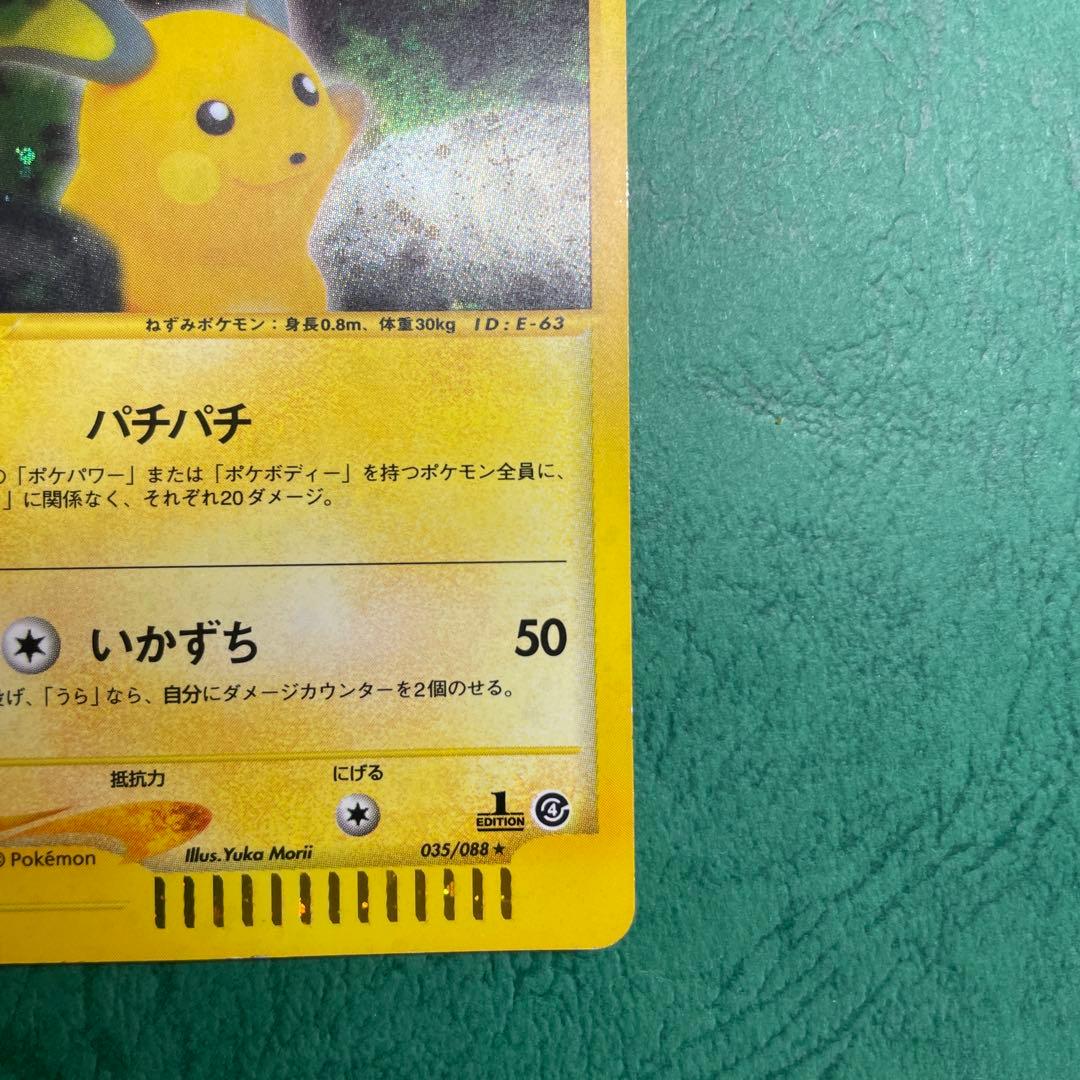 ねずみポケモン：身長0.8m、体重30kg ID:E-63
パチパチ
の「ポケパワー」または「ポケボディー」を持つポケモン全員に、
」に関係なく、それぞれ20ダメージ。
いかずち 50
げ、「うら」なら、自分にダメージカウンターを2個のせる。
抵抗力 にげる
1 EDITION 4
© Pokémon Illus.Yuka Morii 035/088★